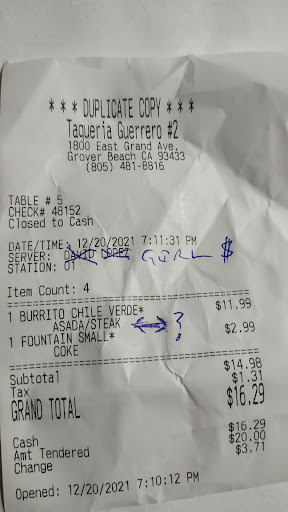 * * * DUPLICATE COPY * * *
Taqueria Guerrero #2
1800 East Grand Ave.
Grover Beach CA 93433
(805) 481-8816
TABLE # 5
CHECK# 48152
Closed to Cash
DATE/TIME: 12/20/2021 7:11:31 PM
SERVER: DAVID LOPEZ GIRL $
STATION: 01
Item Count: 4
1 BURRITO CHILE VERDE* $11.99
ASADA/STEAK ?
1 FOUNTAIN SMALL* $2.99
COKE
Subtotal $14.98
Tax $1.31
GRAND TOTAL $16.29
Cash $16.29
Amt Tendered $20.00
Change $3.71
Opened: 12/20/2021 7:10:12 PM